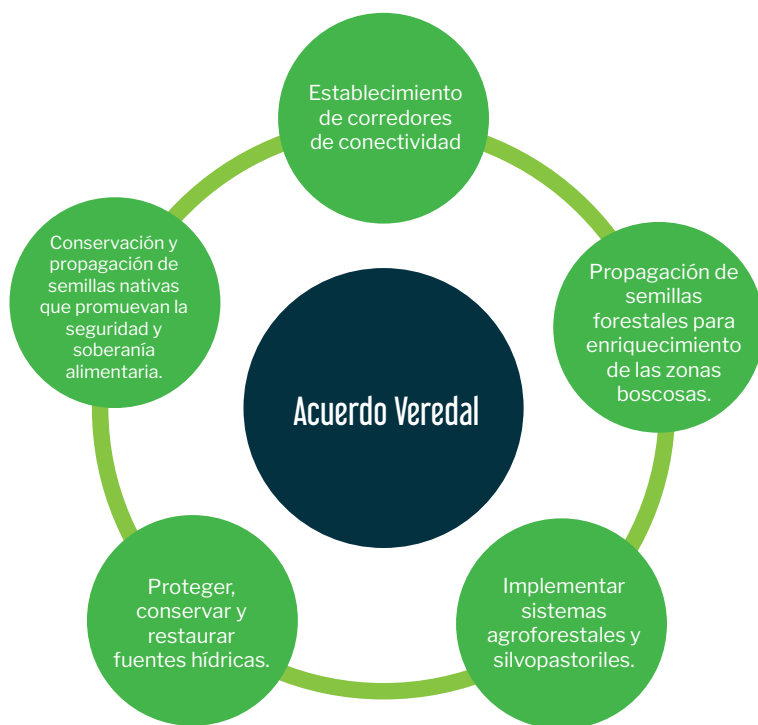 Establecimiento
de corredores
de conectividad
Propagación de
semillas
forestales para
enriquecimiento
de las zonas
boscosas.
Implementar
sistemas
agroforestales y
silvopastoriles.
Proteger,
conservar y
restaurar
fuentes hídricas.
Conservación y
propagación de
semillas nativas
que promuevan la
seguridad y
soberanía
alimentaria.
Acuerdo Veredal